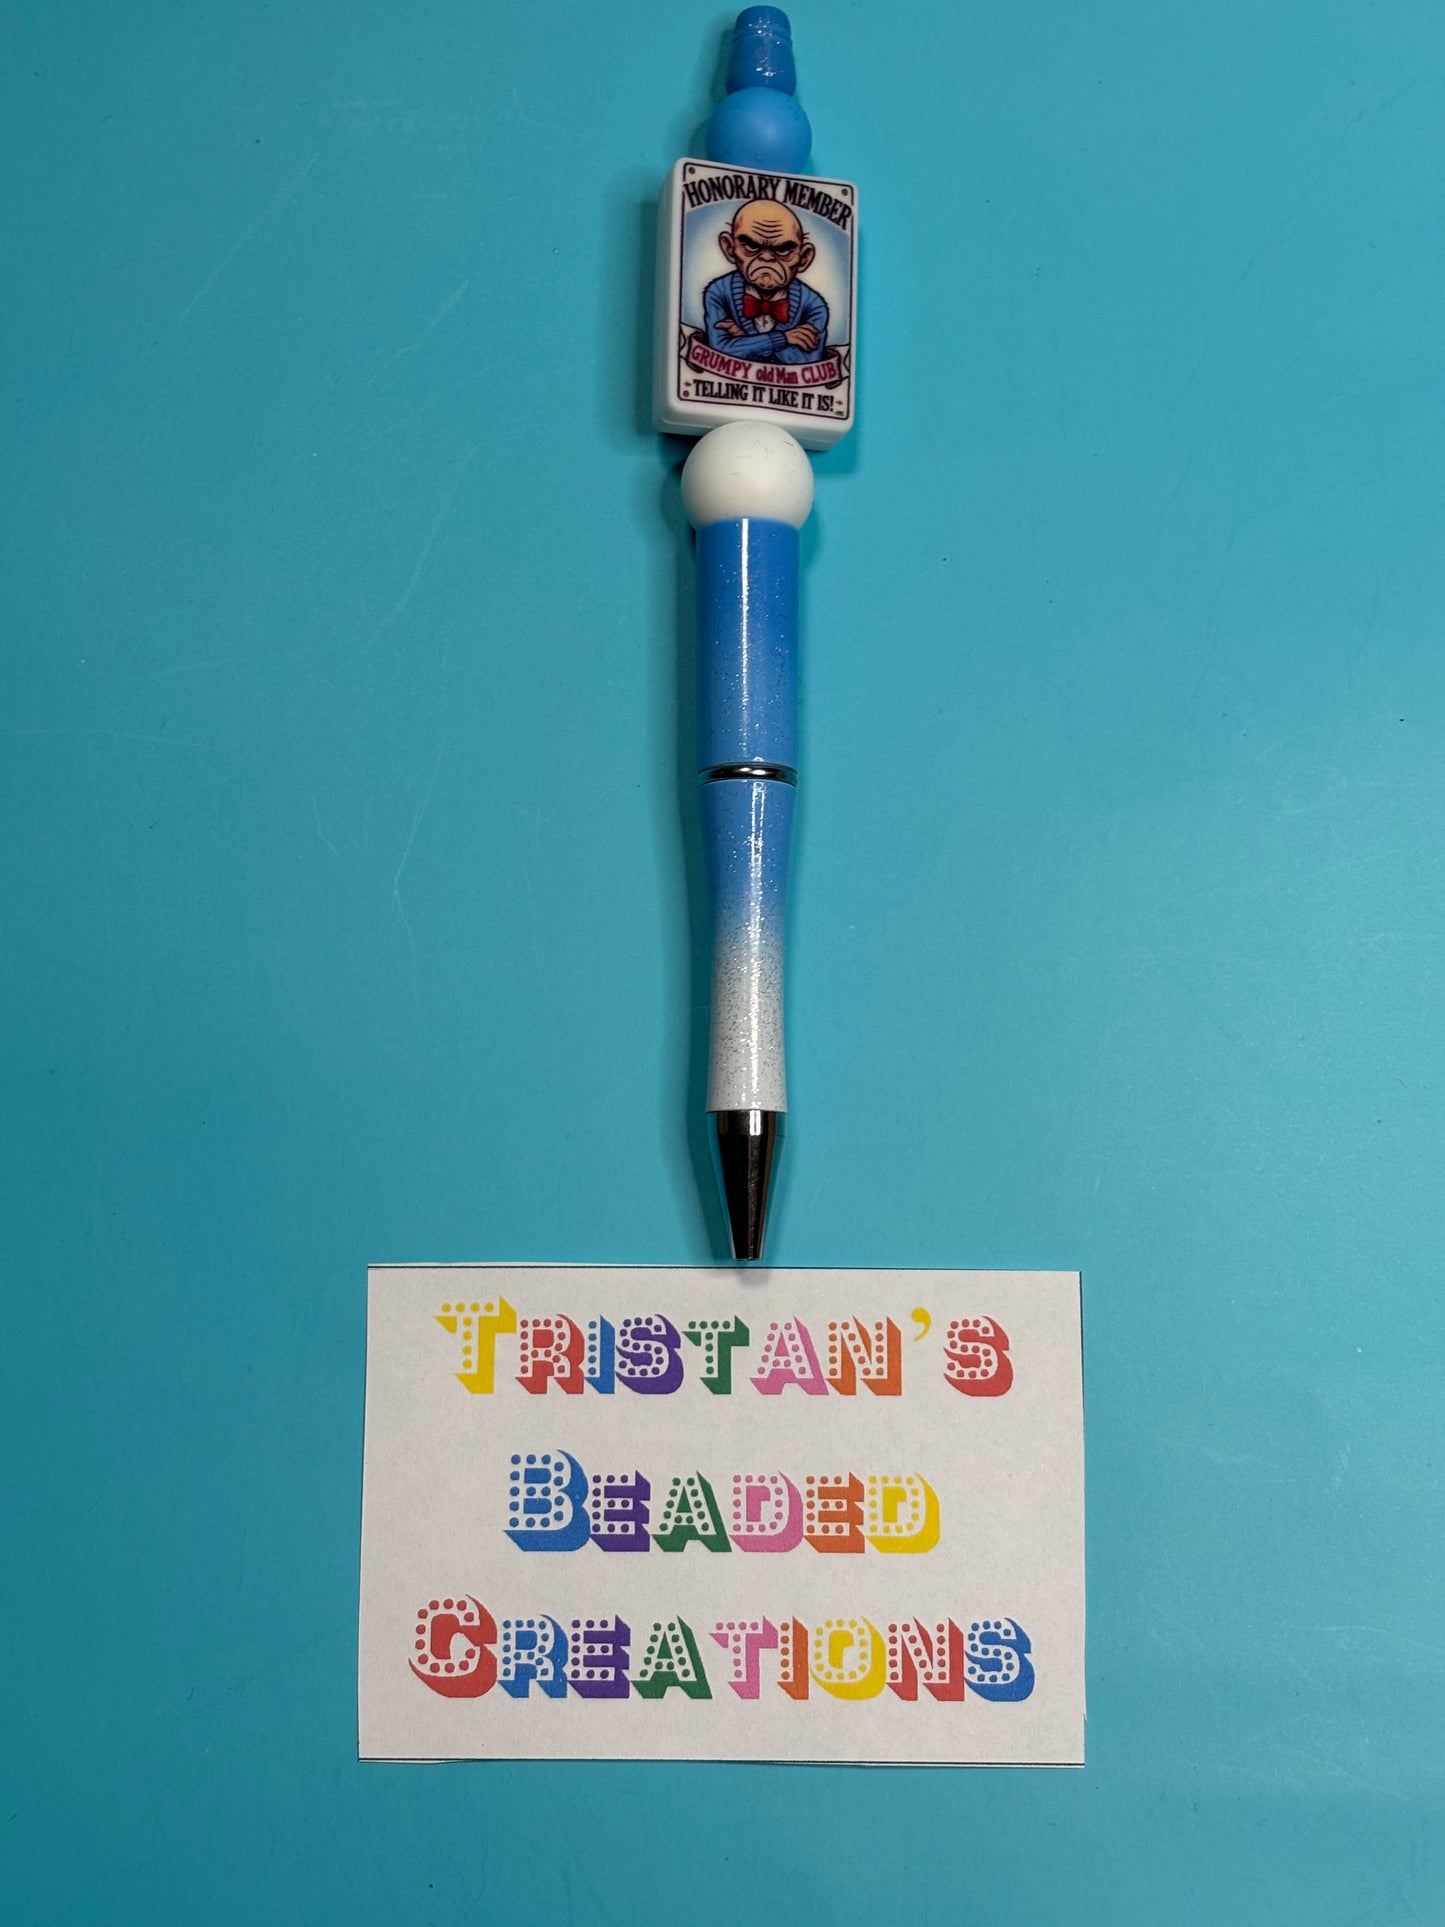 HONORARY MEMBER
GRUMPY old Man CLUB
TELLING IT LIKE IT IS!
TRISTAN'S
BEADED
CREATIONS